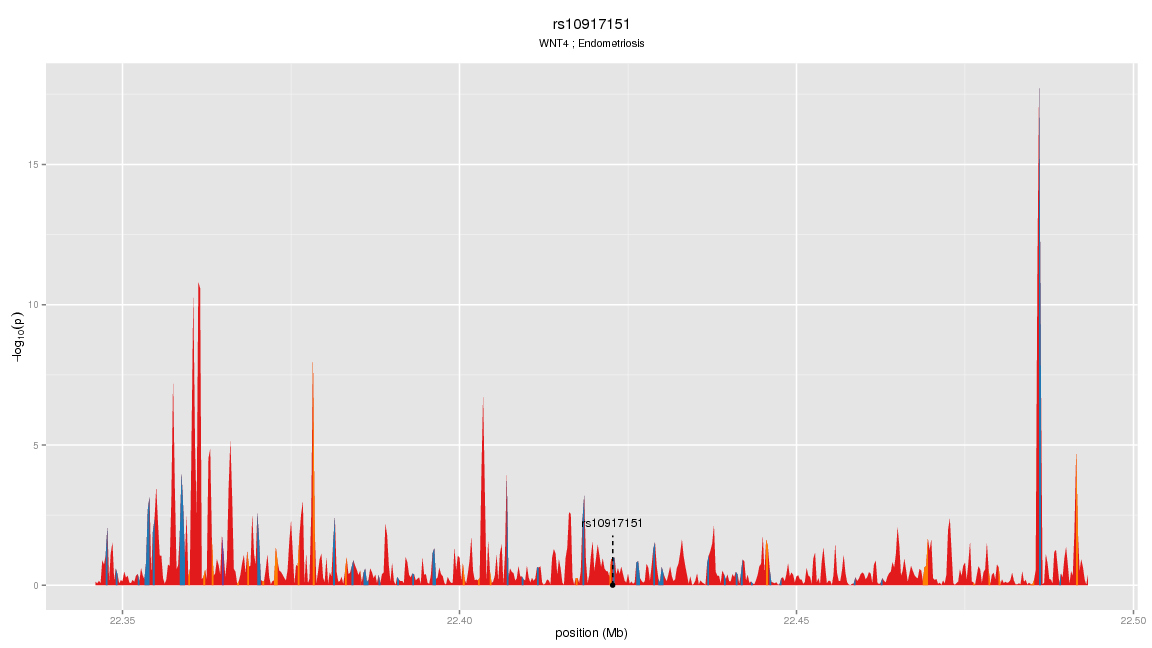 rs10917151
WNT4 ; Endometriosis
−log10(p)
15
10
5
0
rs10917151
22.35
22.40
22.45
22.50
position (Mb)